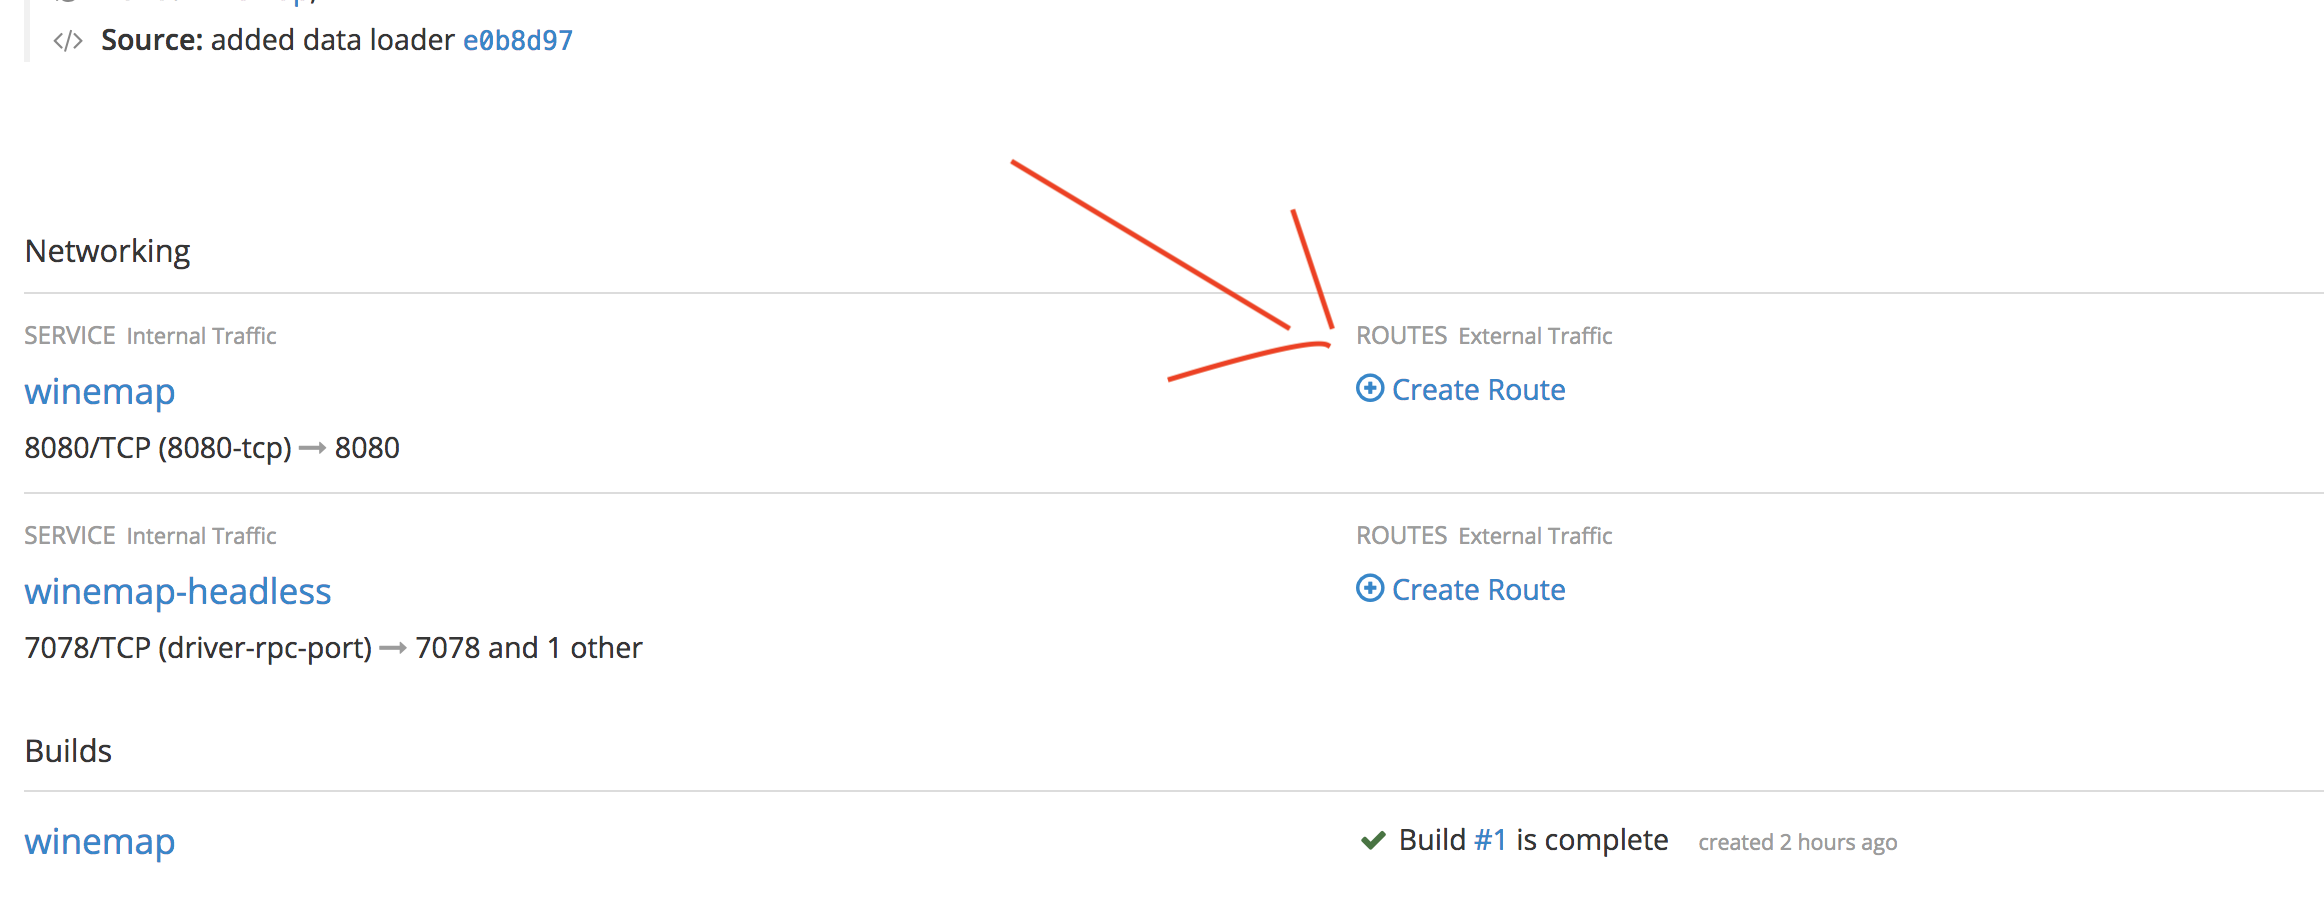 Source: added data loader e0b8d97
Networking
SERVICE Internal Traffic
ROUTES External Traffic
winemap
Create Route
8080/TCP (8080-tcp) → 8080
SERVICE Internal Traffic
ROUTES External Traffic
winemap-headless
Create Route
7078/TCP (driver-rpc-port) → 7078 and 1 other
Builds
winemap
Build #1 is complete created 2 hours ago